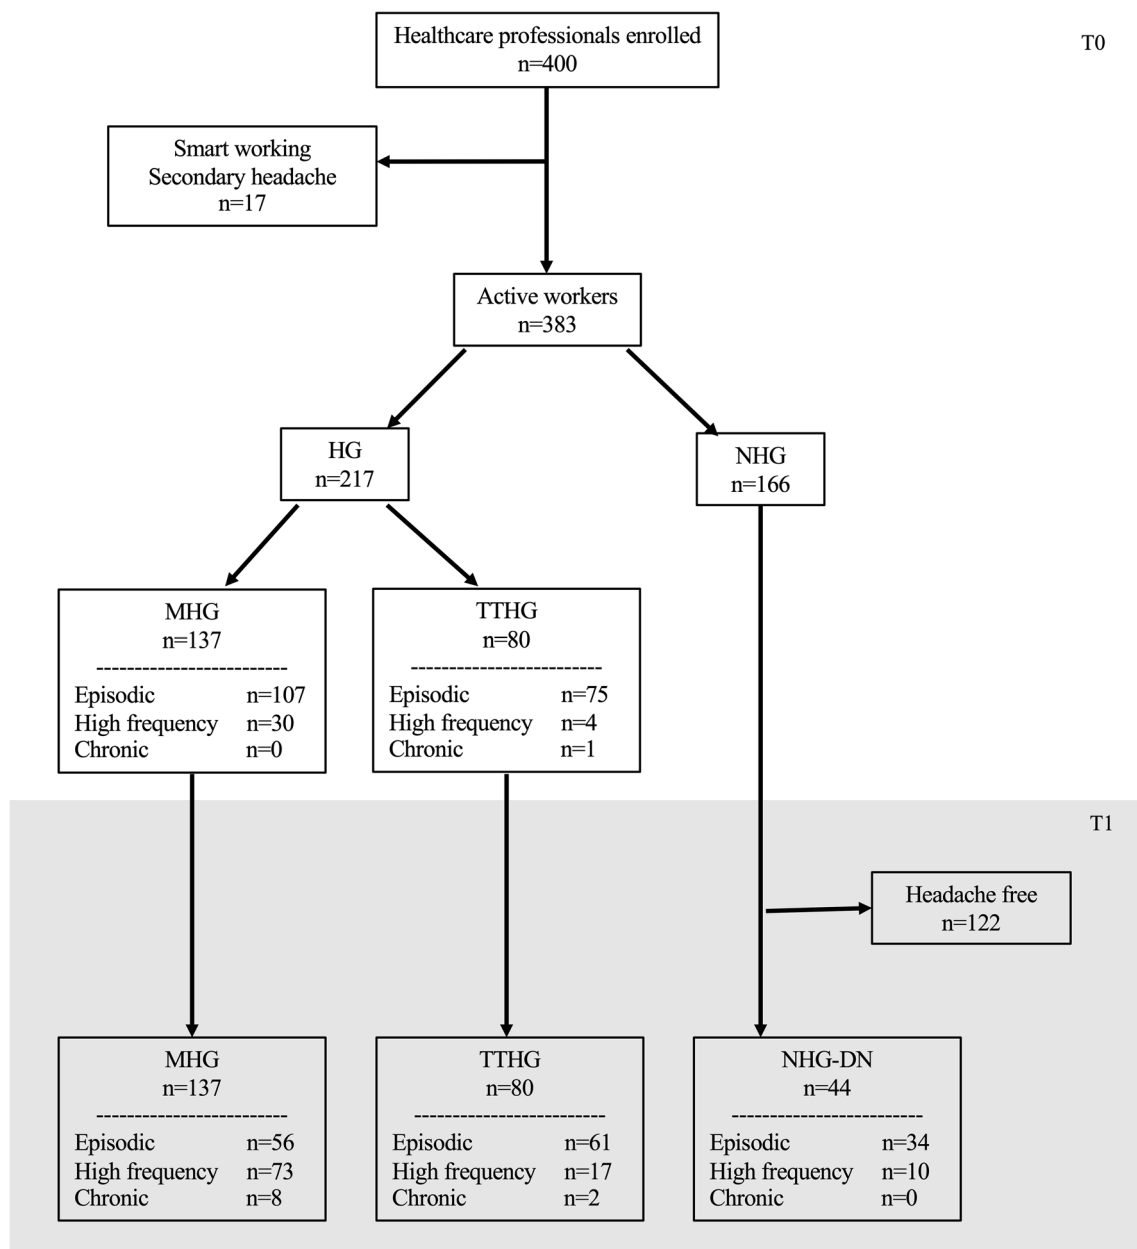 Healthcare professionals enrolled
n=400
T0
Smart working
Secondary headache
n=17
Active workers
n=383
HG
n=217
NHG
n=166
MHG
n=137
-------------------------
Episodic n=107
High frequency n=30
Chronic n=0
TTHG
n=80
-------------------------
Episodic n=75
High frequency n=4
Chronic n=1
T1
Headache free
n=122
MHG
n=137
-------------------------
Episodic n=56
High frequency n=73
Chronic n=8
TTHG
n=80
-------------------------
Episodic n=61
High frequency n=17
Chronic n=2
NHG-DN
n=44
-------------------------
Episodic n=34
High frequency n=10
Chronic n=0